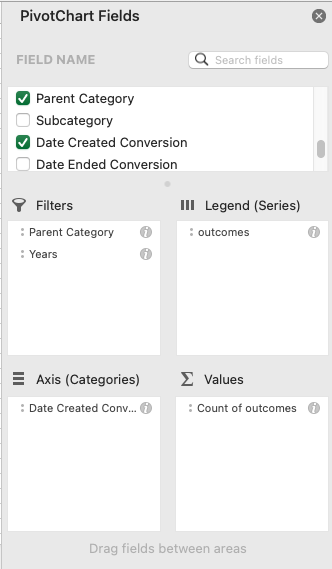 PivotChart Fields
FIELD NAME
Search fields
Parent Category
Subcategory
Date Created Conversion
Date Ended Conversion
Filters
Legend (Series)
Parent Category
Years
outcomes
Axis (Categories)
Values
Date Created Conv...
Count of outcomes
Drag fields between areas